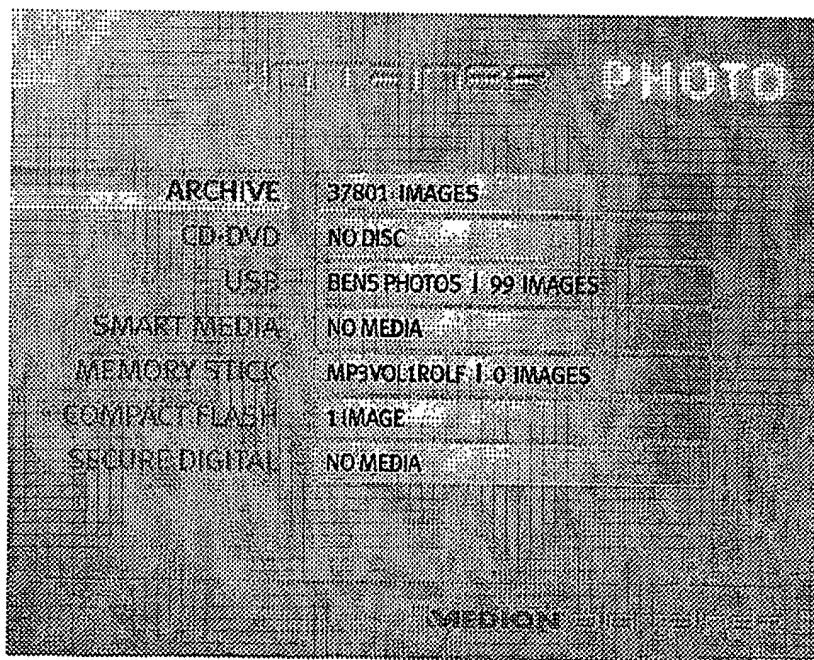 PHOTO
ARCHIVE 37801 IMAGES
CD•DVD NO DISC
USB BENS PHOTOS | 99 IMAGES
SMART MEDIA NO MEDIA
MEMORY STICK MP3VOL1ROLF | 0 IMAGES
COMPACT FLASH 1 IMAGE
SECURE DIGITAL NO MEDIA
MEDION